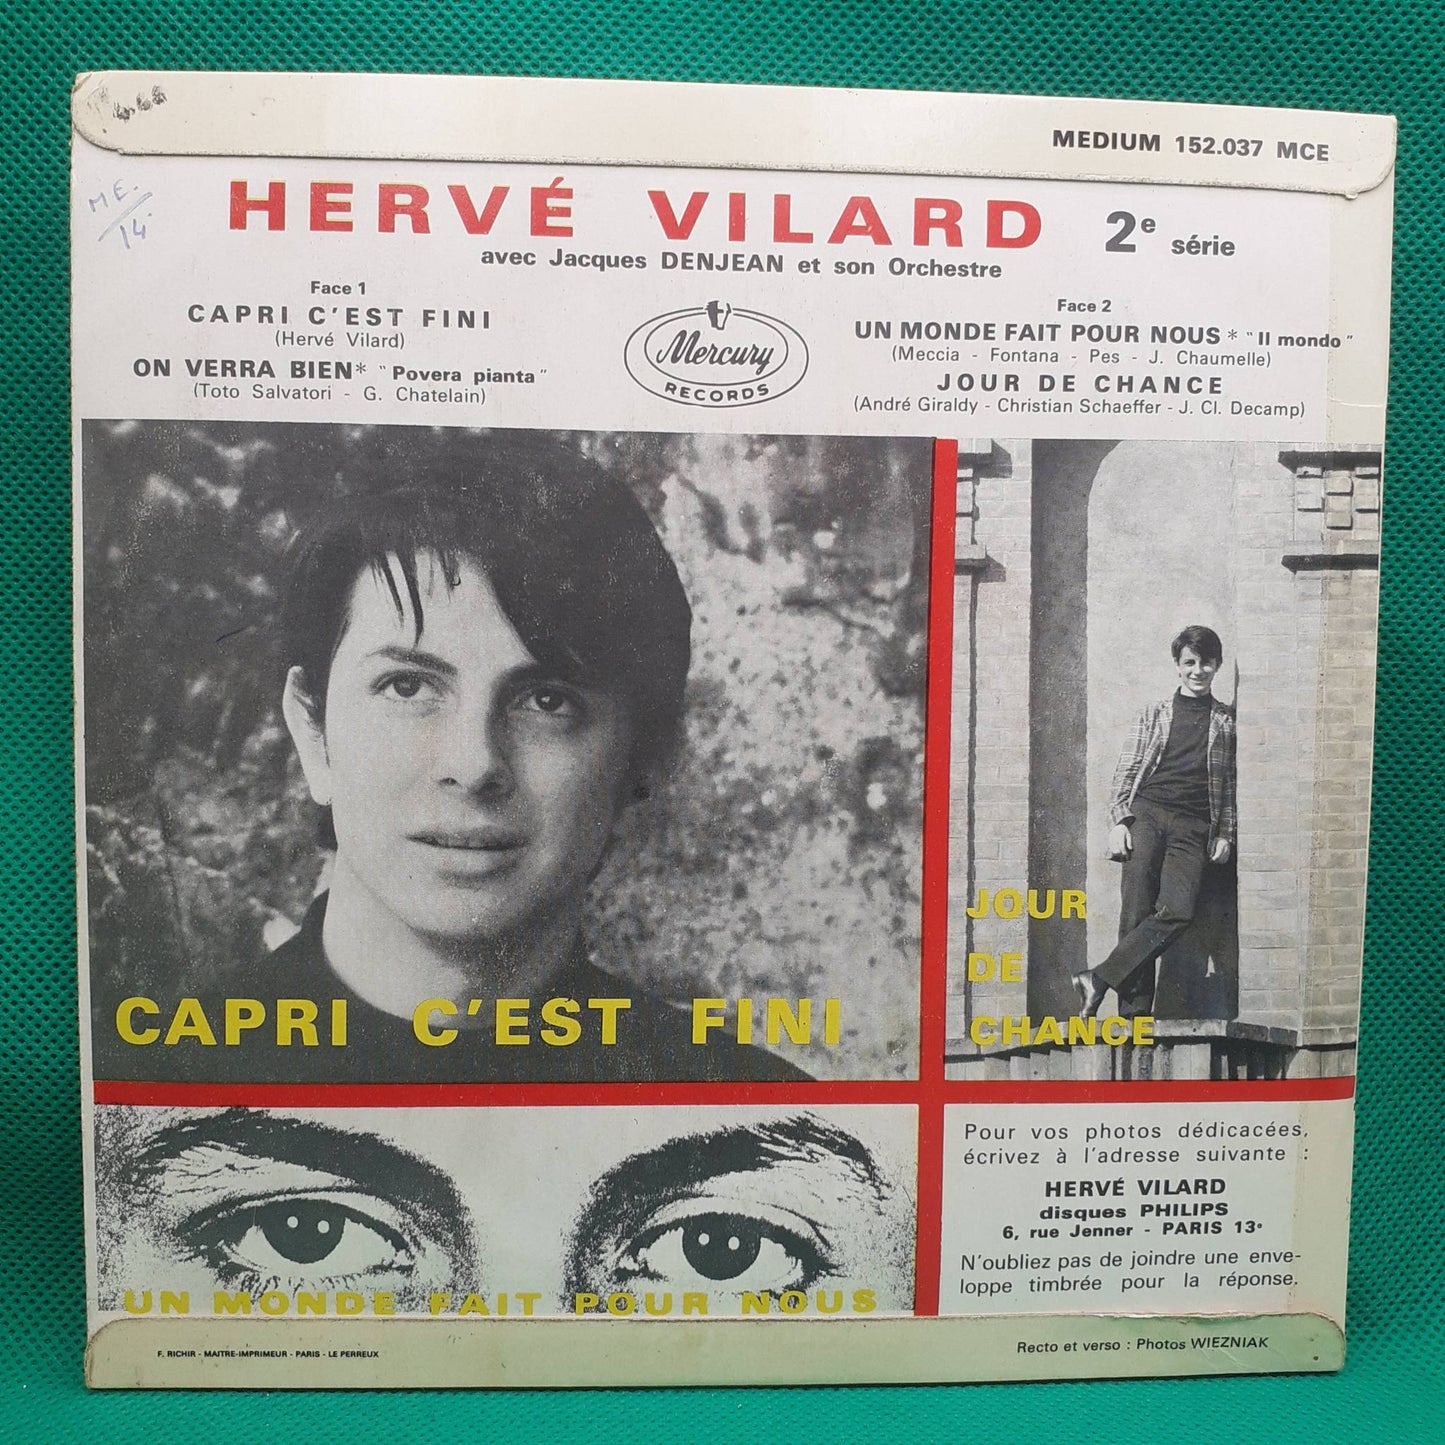 MEDIUM 152.037 MCE
ME.
14
HERVÉ VILARD 2e série
avec Jacques DENJEAN et son Orchestre
Face 1
CAPRI C'EST FINI
(Hervé Vilard)
ON VERRA BIEN* "Povera pianta"
(Toto Salvatori - G. Chatelain)
Mercury
RECORDS
Face 2
UN MONDE FAIT POUR NOUS * "Il mondo"
(Meccia - Fontana - Pes - J. Chaumelle)
JOUR DE CHANCE
(André Giraldy - Christian Schaeffer - J. Cl. Decamp)
CAPRI C'EST FINI
JOUR
DE
CHANCE
UN MONDE FAIT POUR NOUS
Pour vos photos dédicacées,
écrivez à l'adresse suivante :
HERVÉ VILARD
disques PHILIPS
6, rue Jenner - PARIS 13e
N'oubliez pas de joindre une enve-
loppe timbrée pour la réponse.
F. RICHIR - MAITRE-IMPRIMEUR - PARIS - LE PERREUX
Recto et verso : Photos WIEZNIAK